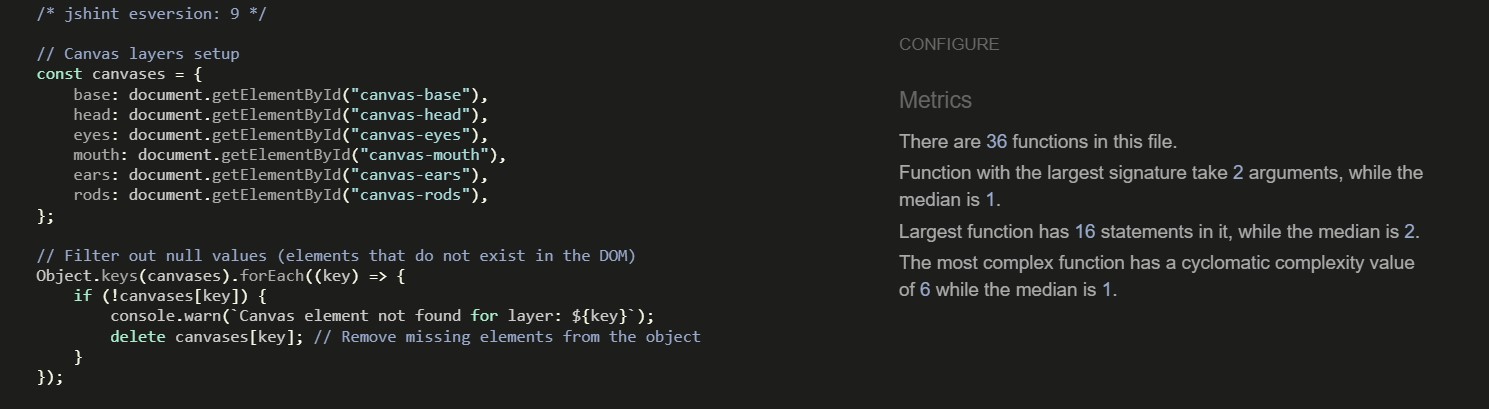 /* jshint esversion: 9 */
// Canvas layers setup
const canvases = {
    base: document.getElementById("canvas-base"),
    head: document.getElementById("canvas-head"),
    eyes: document.getElementById("canvas-eyes"),
    mouth: document.getElementById("canvas-mouth"),
    ears: document.getElementById("canvas-ears"),
    rods: document.getElementById("canvas-rods"),
};
// Filter out null values (elements that do not exist in the DOM)
Object.keys(canvases).forEach((key) => {
    if (!canvases[key]) {
        console.warn(`Canvas element not found for layer: ${key}`);
        delete canvases[key]; // Remove missing elements from the object
    }
});
CONFIGURE
Metrics
There are 36 functions in this file.
Function with the largest signature take 2 arguments, while the
median is 1.
Largest function has 16 statements in it, while the median is 2.
The most complex function has a cyclomatic complexity value
of 6 while the median is 1.